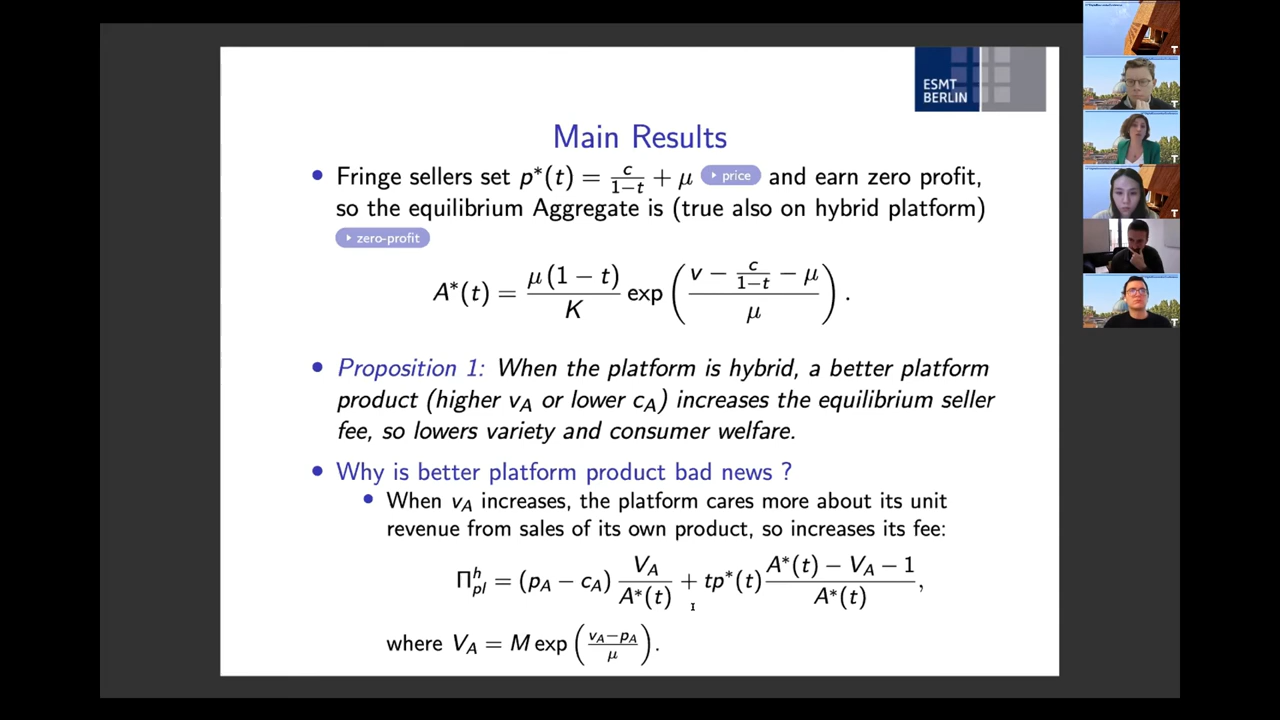 ESMT
BERLIN
Main Results
• Fringe sellers set p*(t) = c/(1−t) + μ ▸ price and earn zero profit,
so the equilibrium Aggregate is (true also on hybrid platform)
▸ zero-profit
A*(t) = μ(1 − t)/K exp((v − c/(1−t) − μ)/μ).
• Proposition 1: When the platform is hybrid, a better platform
product (higher v_A or lower c_A) increases the equilibrium seller
fee, so lowers variety and consumer welfare.
• Why is better platform product bad news ?
• When v_A increases, the platform cares more about its unit
revenue from sales of its own product, so increases its fee:
Π^h_pl = (p_A − c_A) V_A/A*(t) + tp*(t) (A*(t) − V_A − 1)/A*(t),
where V_A = M exp((v_A−p_A)/μ).